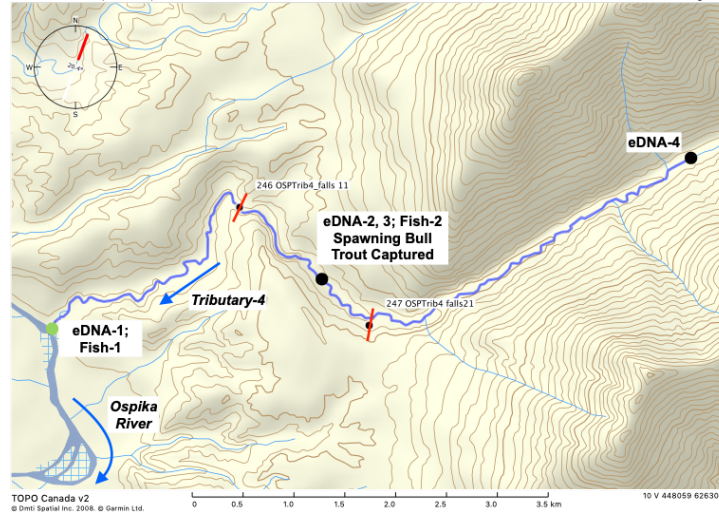 N
W
E
S
eDNA-4
246 OSPTrib4_falls 11
eDNA-2, 3; Fish-2
Spawning Bull
Trout Captured
Tributary-4
247 OSPTrib4 falls21
eDNA-1;
Fish-1
Ospika
River
TOPO Canada v2
© Dmti Spatial Inc. 2008. © Garmin Ltd.
0 0.5 1.0 1.5 2.0 2.5 3.5 km
10 V 448059 62630